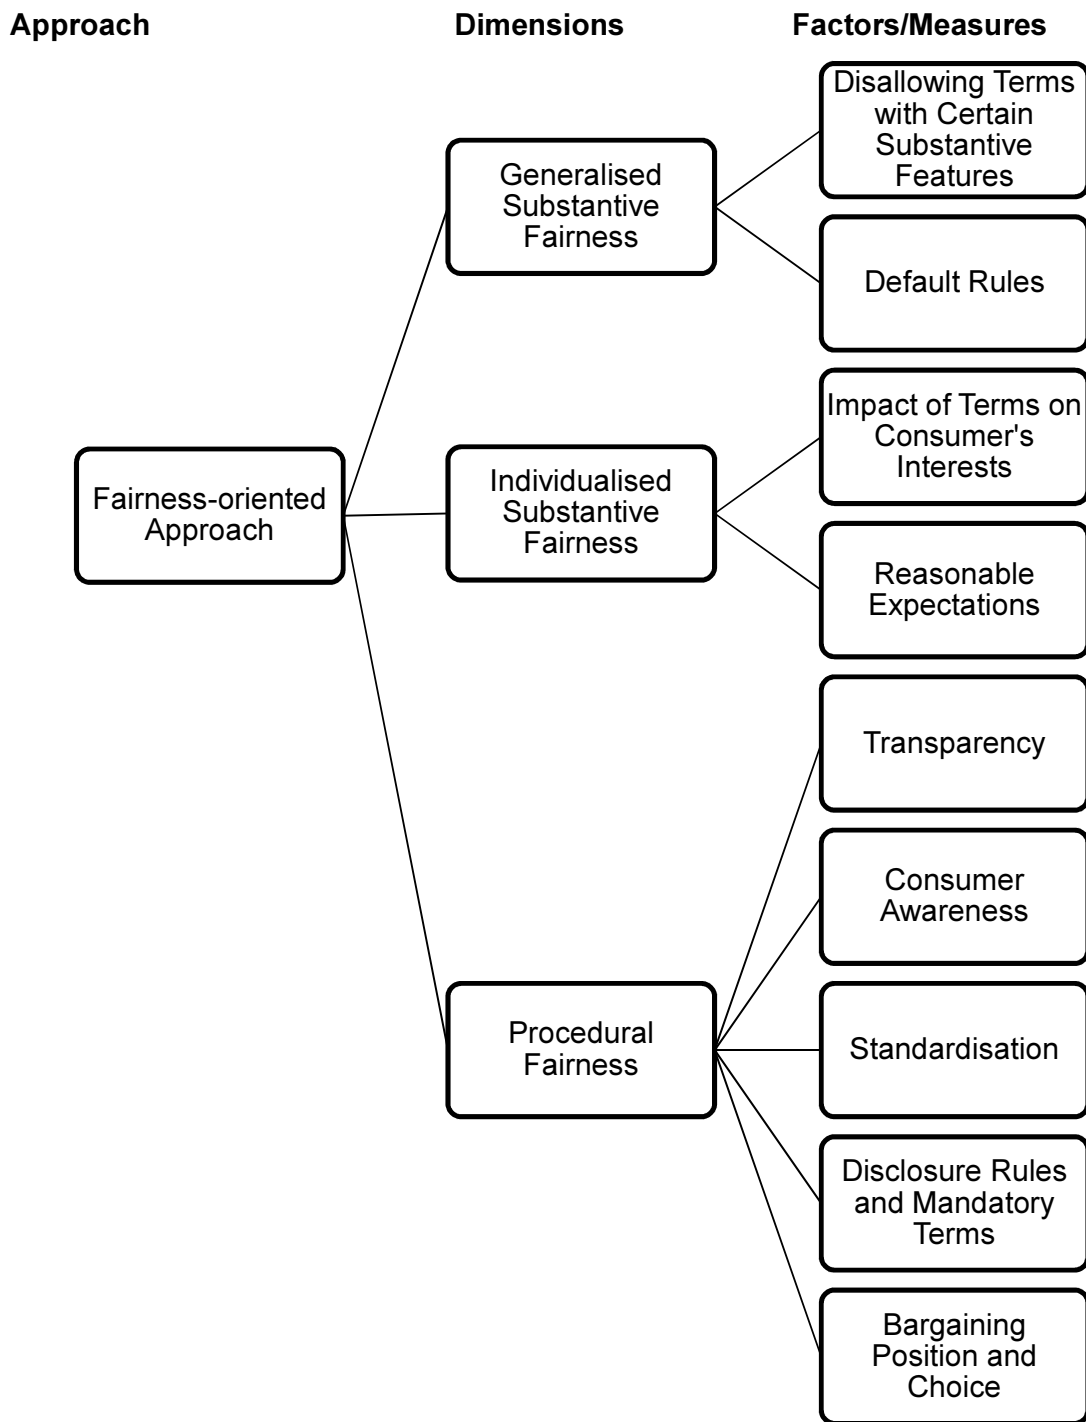 Approach Dimensions Factors/Measures
Disallowing Terms
with Certain
Substantive
Features
Generalised
Substantive
Fairness
Default Rules
Impact of Terms on
Consumer's
Interests
Fairness-oriented
Approach
Individualised
Substantive
Fairness
Reasonable
Expectations
Transparency
Consumer
Awareness
Procedural
Fairness
Standardisation
Disclosure Rules
and Mandatory
Terms
Bargaining
Position and
Choice